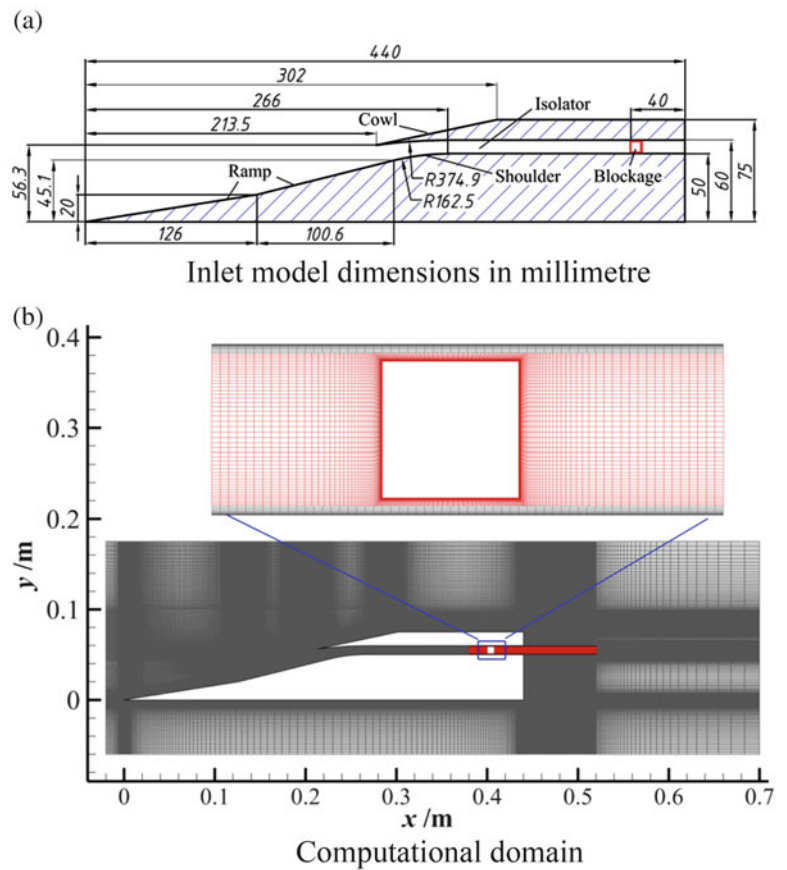 (a)
440
302
266
213.5
40
Cowl
Isolator
Ramp
R374.9
R162.5
Shoulder
Blockage
56.3
45.1
20
50
60
75
126
100.6
Inlet model dimensions in millimetre
(b)
0.4
0.3
0.2
0.1
0
y /m
0 0.1 0.2 0.3 0.4 0.5 0.6 0.7
x /m
Computational domain